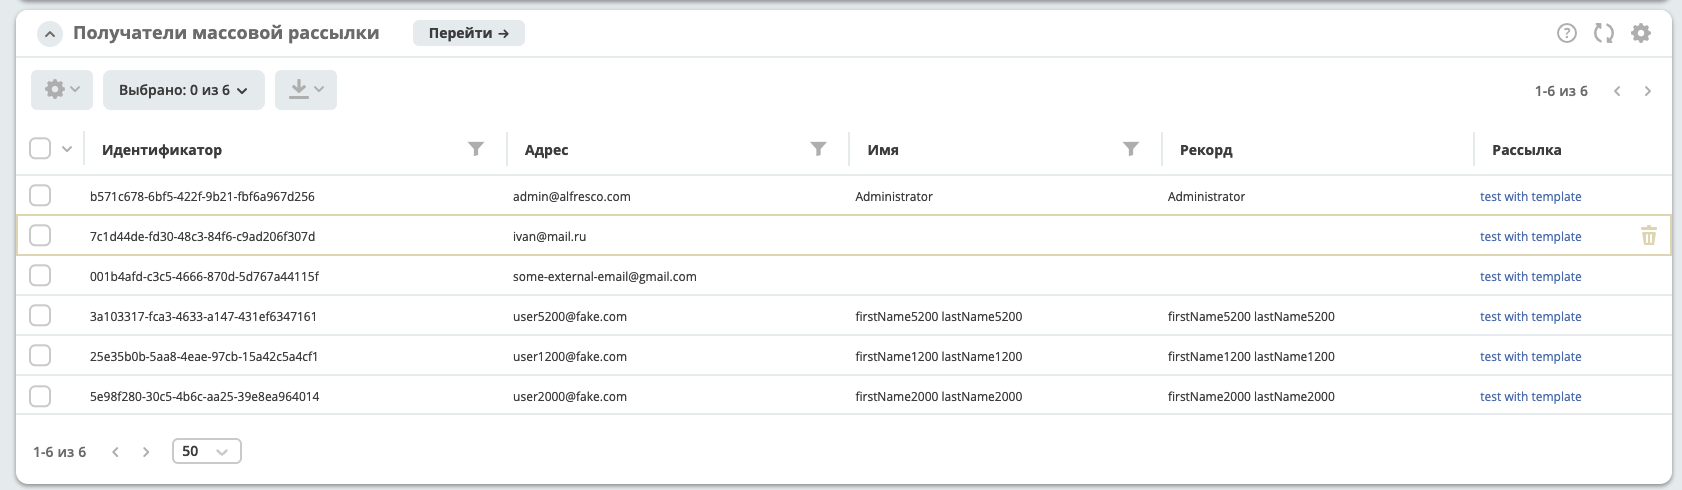 Получатели массовой рассылки Перейти →
Выбрано: 0 из 6 1-6 из 6
Идентификатор Адрес Имя Рекорд Рассылка
b571c678-6bf5-422f-9b21-fbf6a967d256 admin@alfresco.com Administrator Administrator test with template
7c1d44de-fd30-48c3-84f6-c9ad206f307d ivan@mail.ru test with template
001b4afd-c3c5-4666-870d-5d767a44115f some-external-email@gmail.com test with template
3a103317-fca3-4633-a147-431ef6347161 user5200@fake.com firstName5200 lastName5200 firstName5200 lastName5200 test with template
25e35b0b-5aa8-4eae-97cb-15a42c5a4cf1 user1200@fake.com firstName1200 lastName1200 firstName1200 lastName1200 test with template
5e98f280-30c5-4b6c-aa25-39e8ea964014 user2000@fake.com firstName2000 lastName2000 firstName2000 lastName2000 test with template
1-6 из 6 50